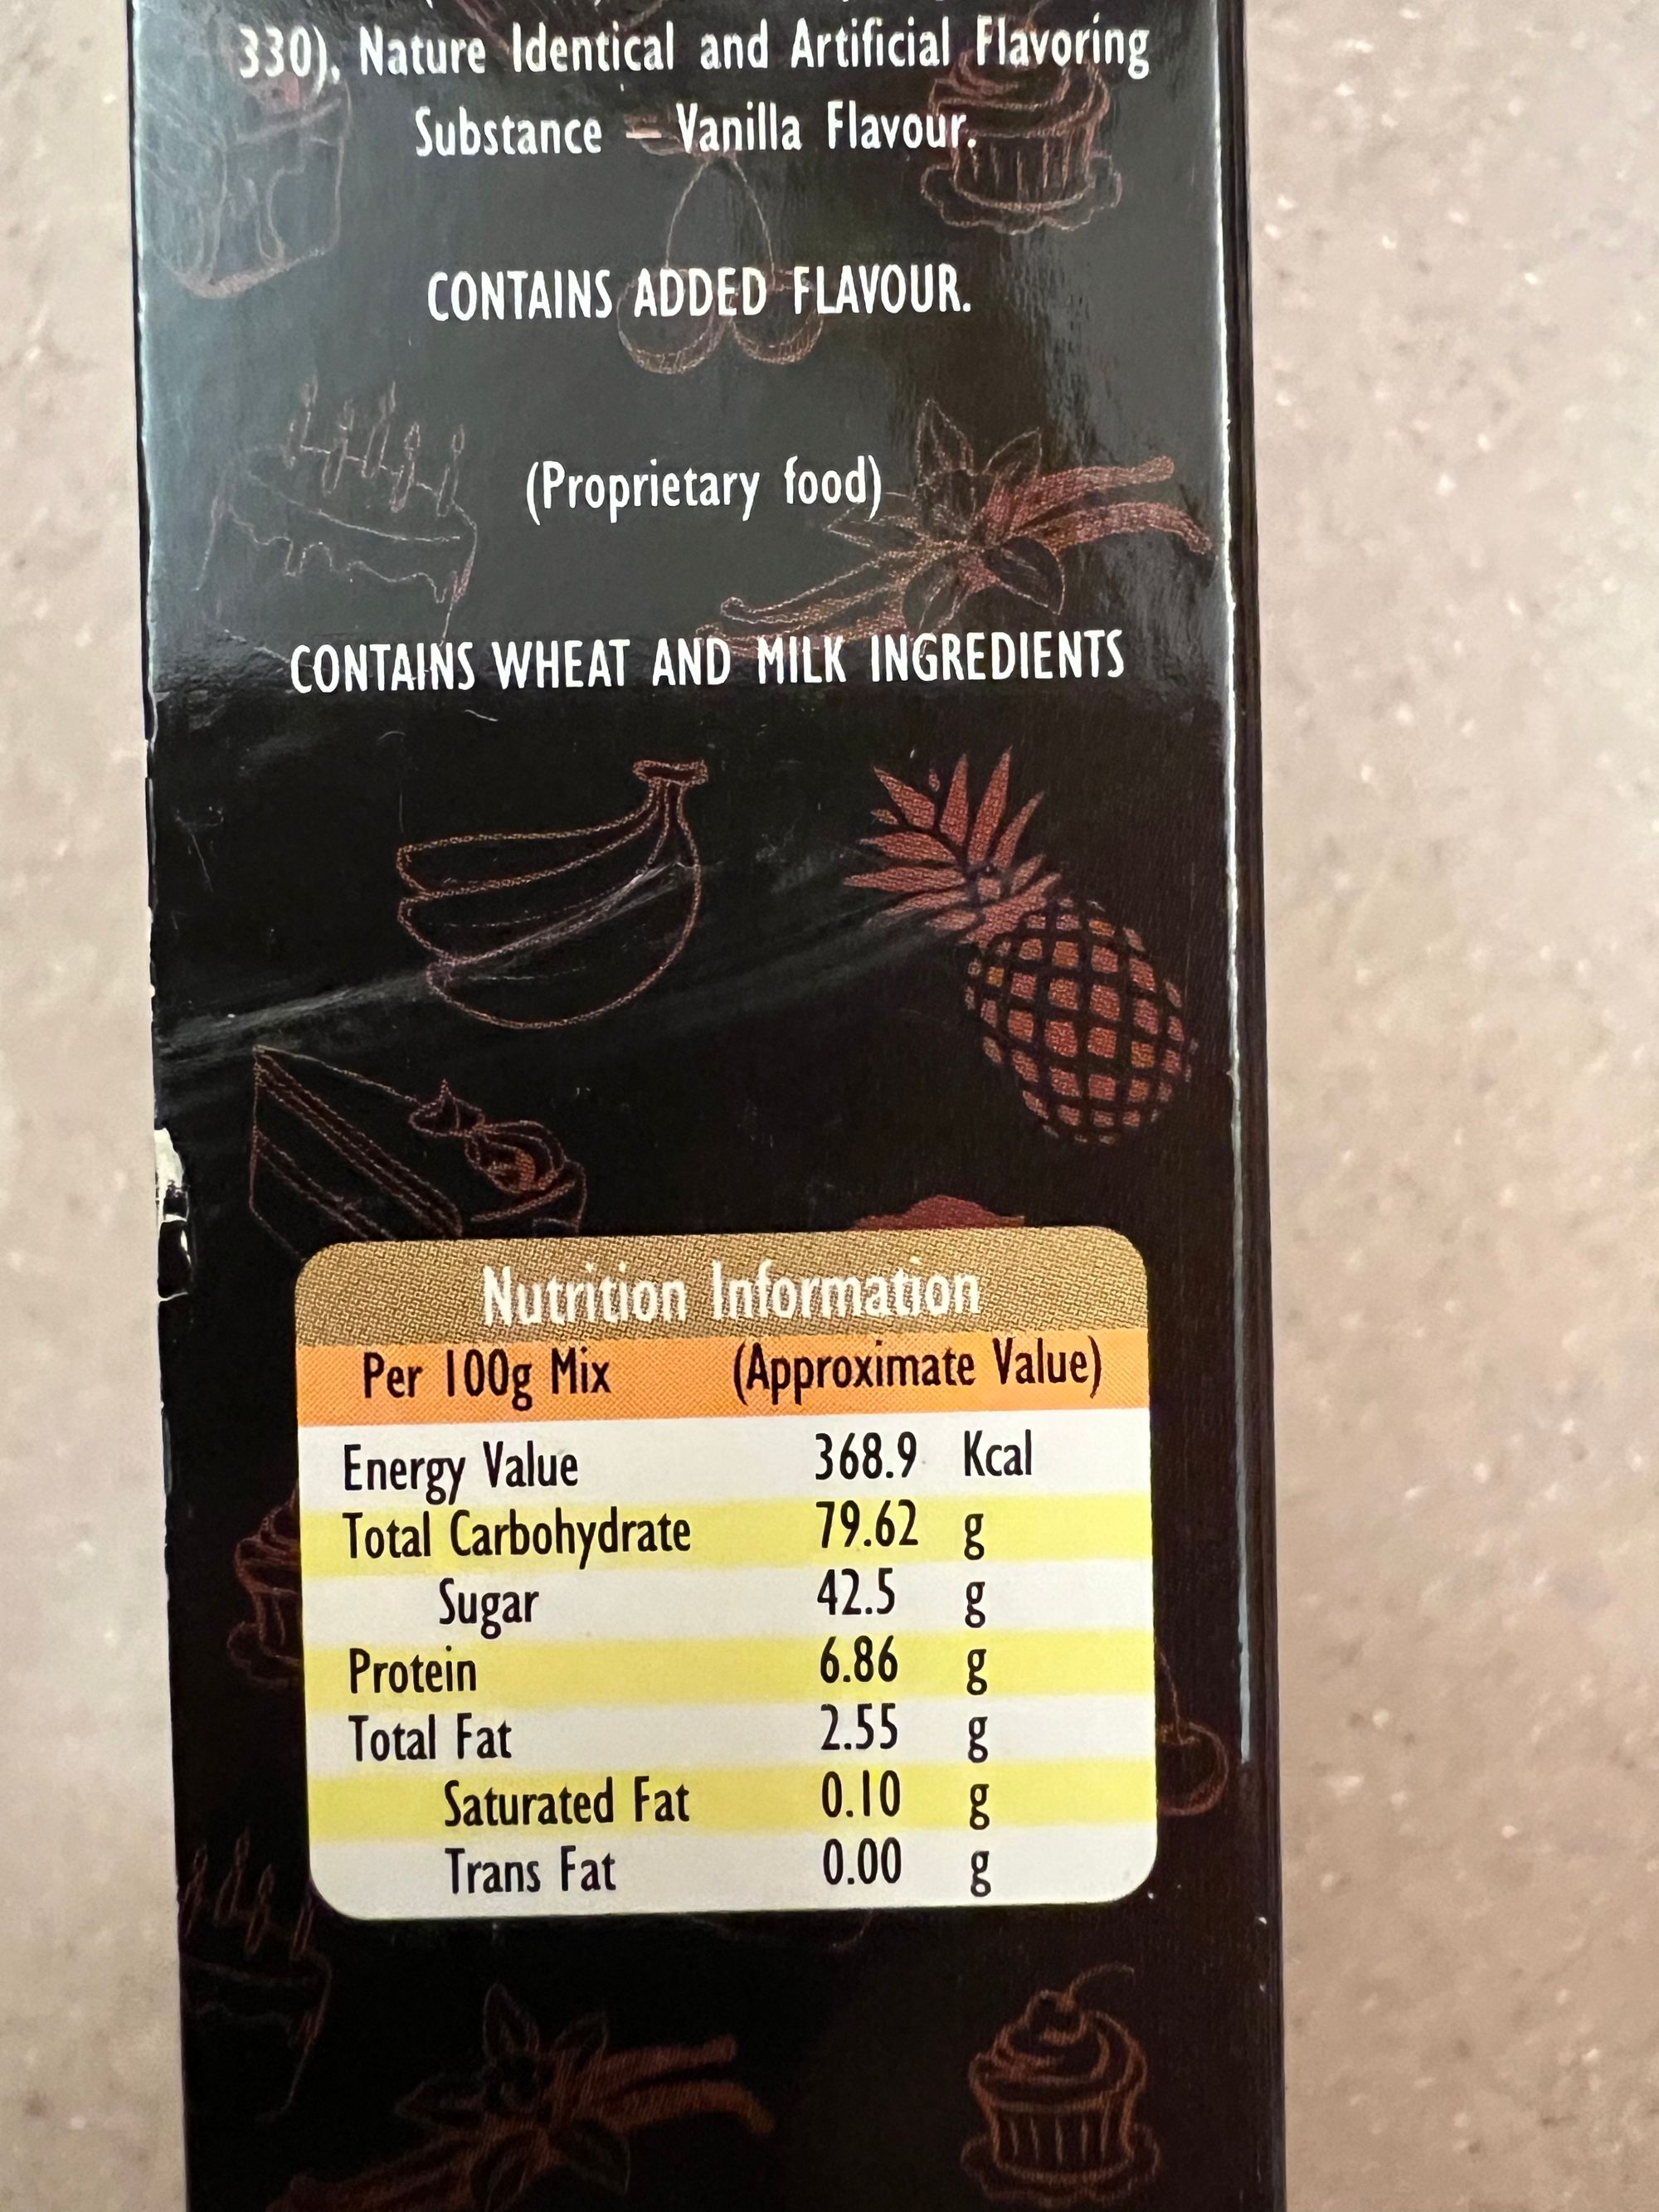 330). Nature Identical and Artificial Flavoring
Substance – Vanilla Flavour.
CONTAINS ADDED FLAVOUR.
(Proprietary food)
CONTAINS WHEAT AND MILK INGREDIENTS
Nutrition Information
Per 100g Mix (Approximate Value)
Energy Value 368.9 Kcal
Total Carbohydrate 79.62 g
Sugar 42.5 g
Protein 6.86 g
Total Fat 2.55 g
Saturated Fat 0.10 g
Trans Fat 0.00 g